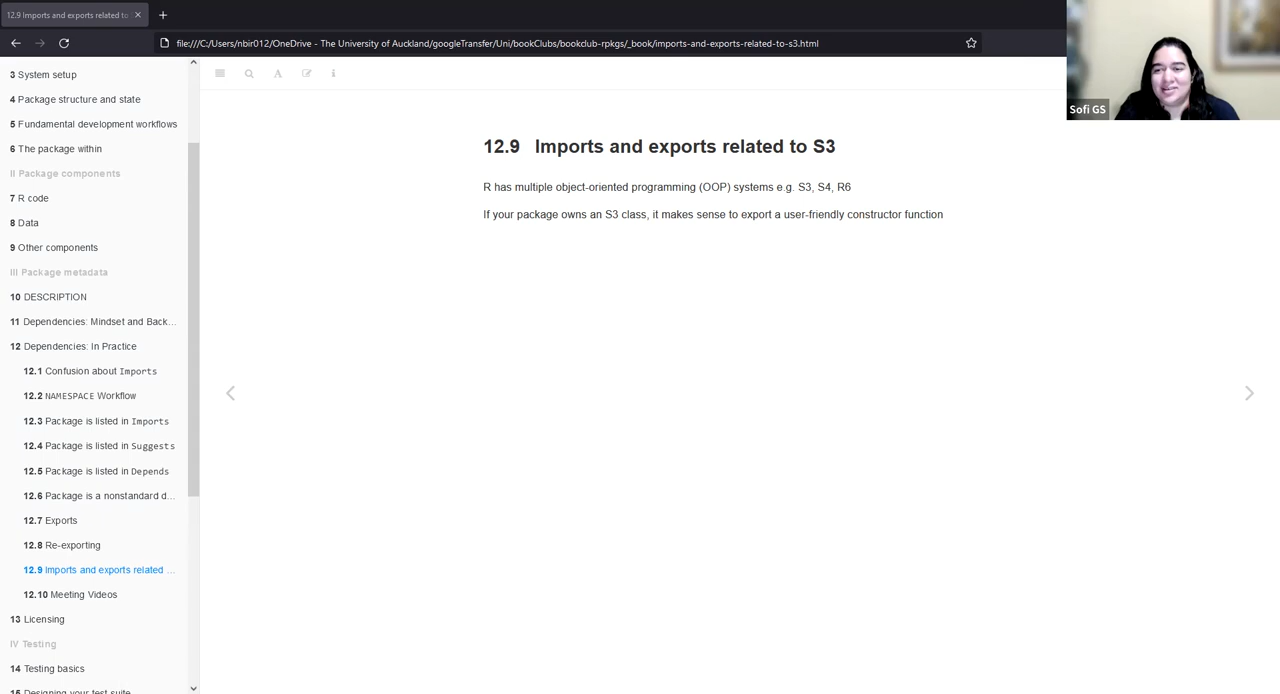 12.9 Imports and exports related to
file:///C:/Users/nbir012/OneDrive - The University of Auckland/googleTransfer/Uni/bookClubs/bookclub-rpkgs/_book/imports-and-exports-related-to-s3.html
Sofi GS
3 System setup
4 Package structure and state
5 Fundamental development workflows
6 The package within
II Package components
7 R code
8 Data
9 Other components
III Package metadata
10 DESCRIPTION
11 Dependencies: Mindset and Back...
12 Dependencies: In Practice
12.1 Confusion about Imports
12.2 NAMESPACE Workflow
12.3 Package is listed in Imports
12.4 Package is listed in Suggests
12.5 Package is listed in Depends
12.6 Package is a nonstandard d...
12.7 Exports
12.8 Re-exporting
12.9 Imports and exports related ...
12.10 Meeting Videos
13 Licensing
IV Testing
14 Testing basics
15 Designing your test suite
12.9 Imports and exports related to S3
R has multiple object-oriented programming (OOP) systems e.g. S3, S4, R6
If your package owns an S3 class, it makes sense to export a user-friendly constructor function